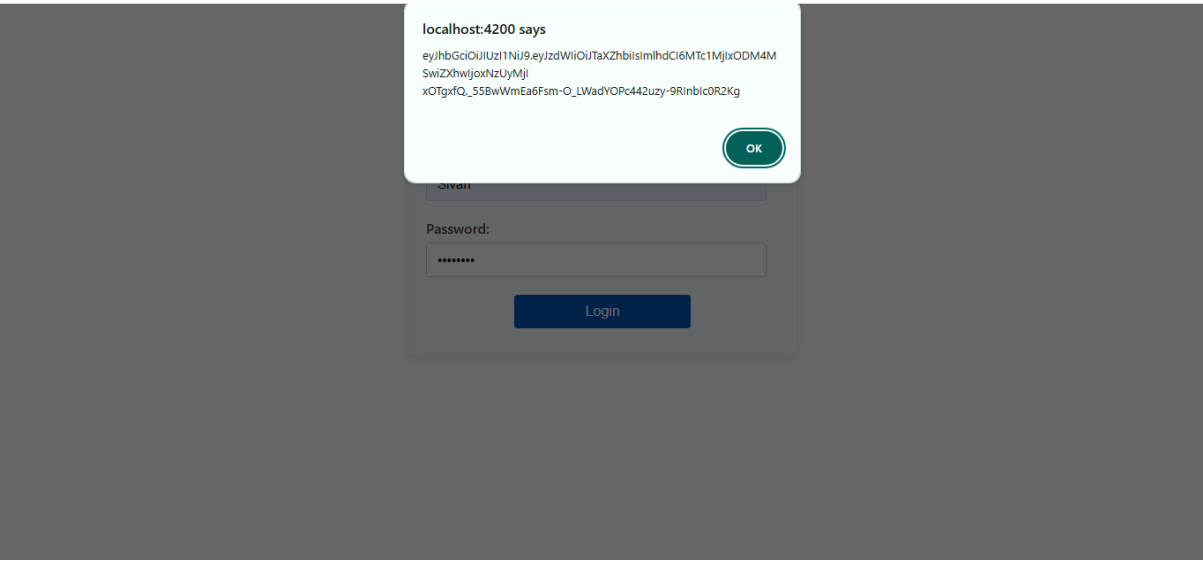 localhost:4200 says
eyJhbGciOiJIUzI1NiJ9.eyJzdWIiOiJTaXZhbiIsImlhdCI6MTc1MjIxODM4M
SwiZXhwIjoxNzUyMjI
xOTgxfQ._55BwWmEa6Fsm-O_LWadYOPc442uzy-9RInbIc0R2Kg
OK
Sivan
Password:
Login